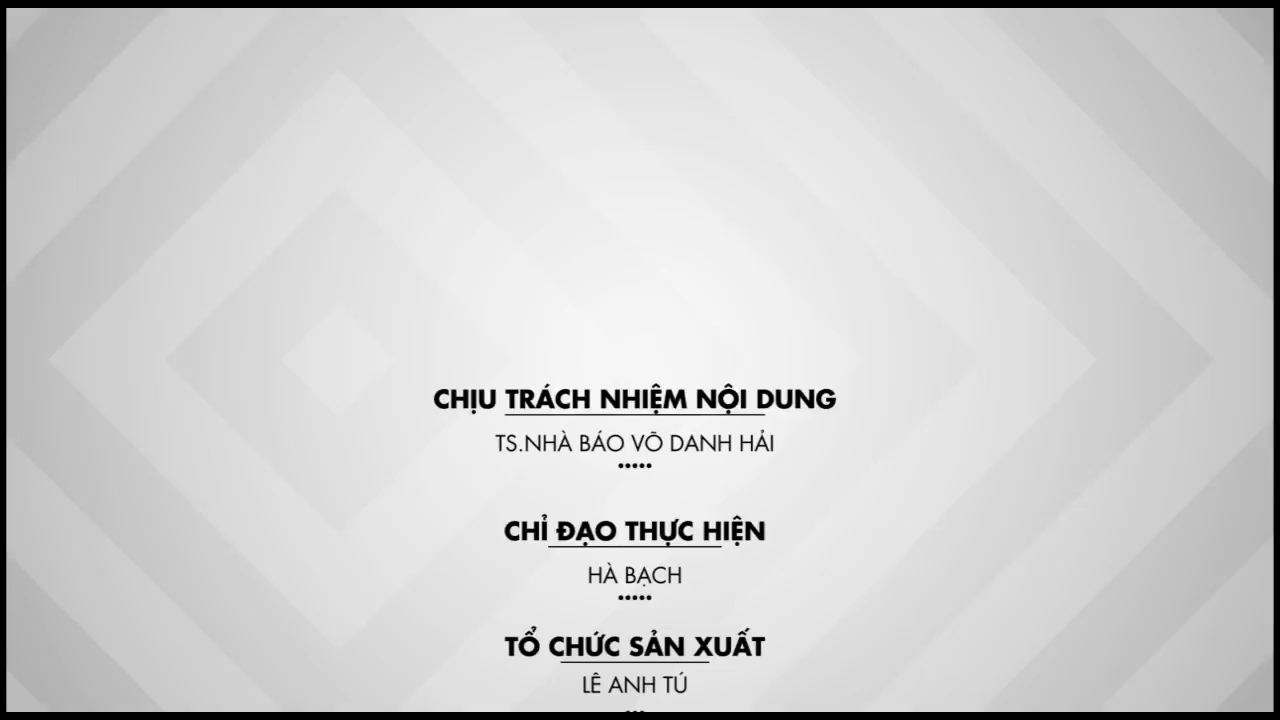 CHỊU TRÁCH NHIỆM NỘI DUNG
TS.NHÀ BÁO VÕ DANH HẢI
•••••
CHỈ ĐẠO THỰC HIỆN
HÀ BẠCH
•••••
TỔ CHỨC SẢN XUẤT
LÊ ANH TÚ